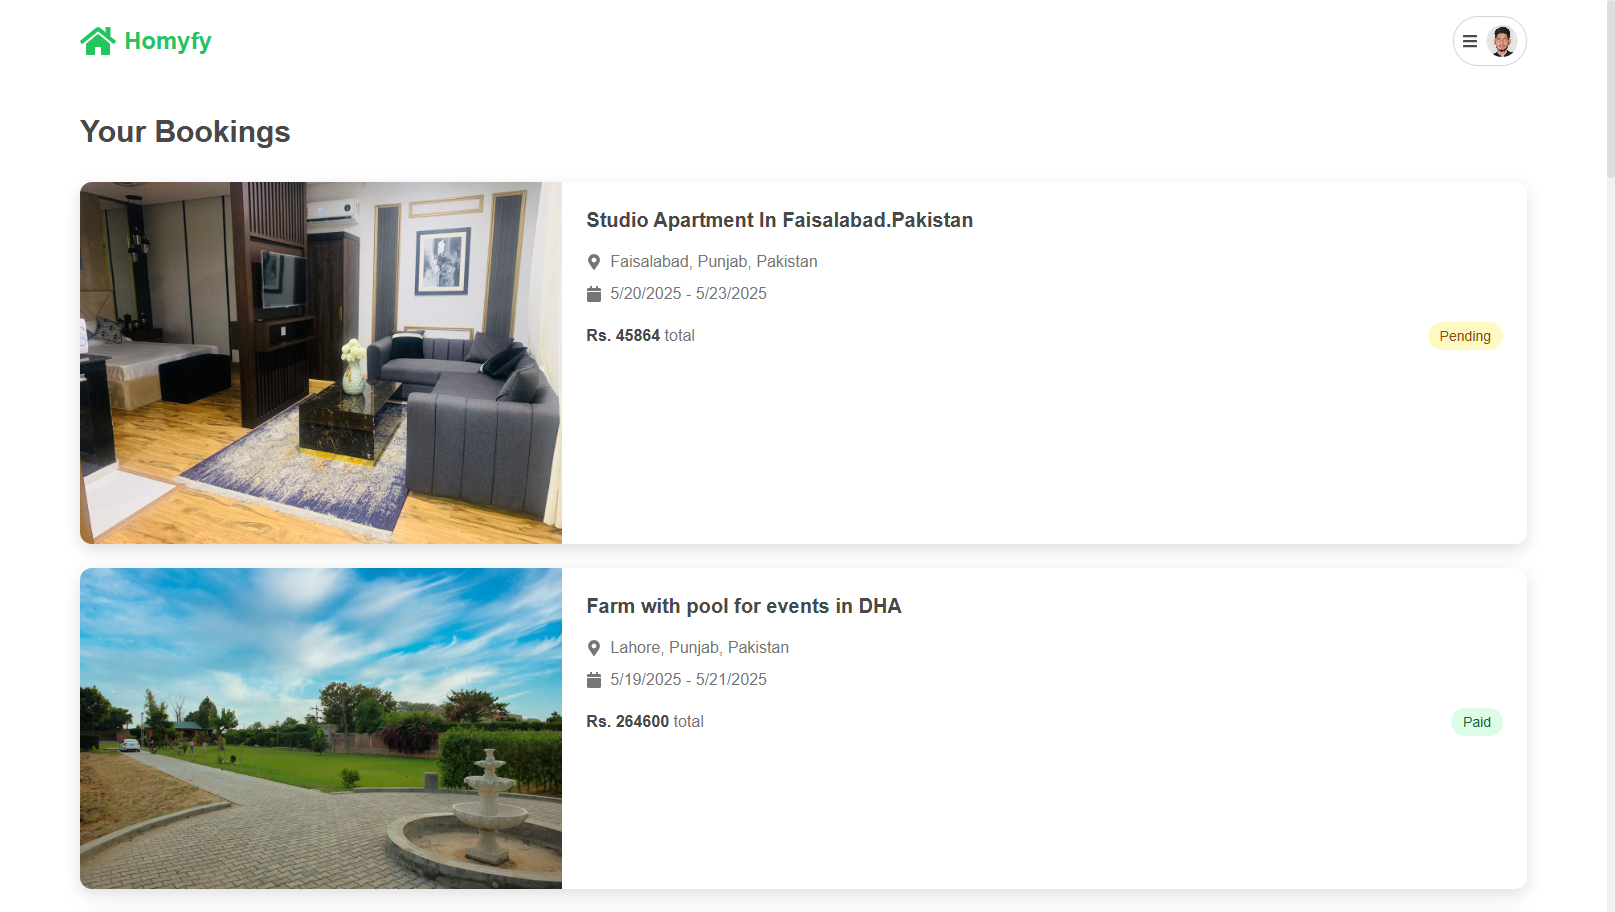 Homyfy
Your Bookings
Studio Apartment In Faisalabad.Pakistan
Faisalabad, Punjab, Pakistan
5/20/2025 - 5/23/2025
Rs. 45864 total
Pending
Farm with pool for events in DHA
Lahore, Punjab, Pakistan
5/19/2025 - 5/21/2025
Rs. 264600 total
Paid